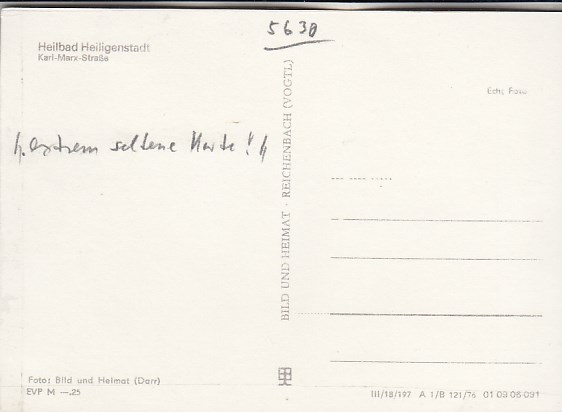 5630
Heilbad Heiligenstadt
Karl-Marx-Straße
Echt Foto
extrem seltene Karte!
BILD UND HEIMAT · REICHENBACH (VOGTL)
Foto: Bild und Heimat (Darr)
EVP M —.25
III/18/197 A 1/B 121/76 01 09 06 091